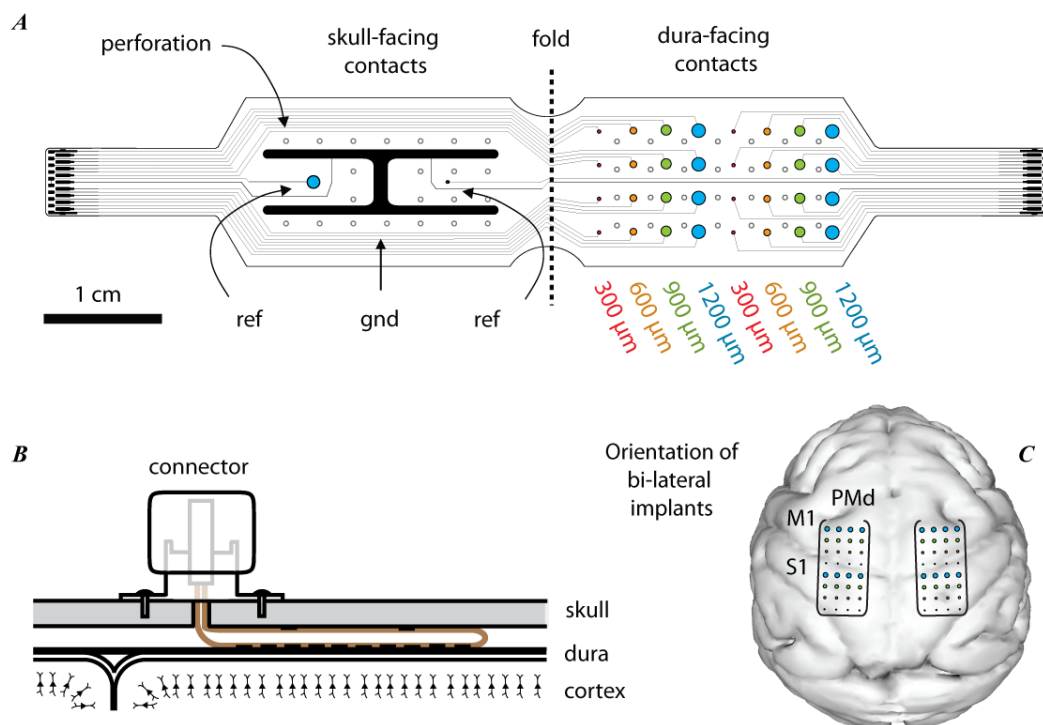 A
perforation
skull-facing
contacts
fold
dura-facing
contacts
1 cm
ref
gnd
ref
300 μm
600 μm
900 μm
1200 μm
300 μm
600 μm
900 μm
1200 μm
B
connector
skull
dura
cortex
Orientation of
bi-lateral
implants
C
PMd
M1
S1